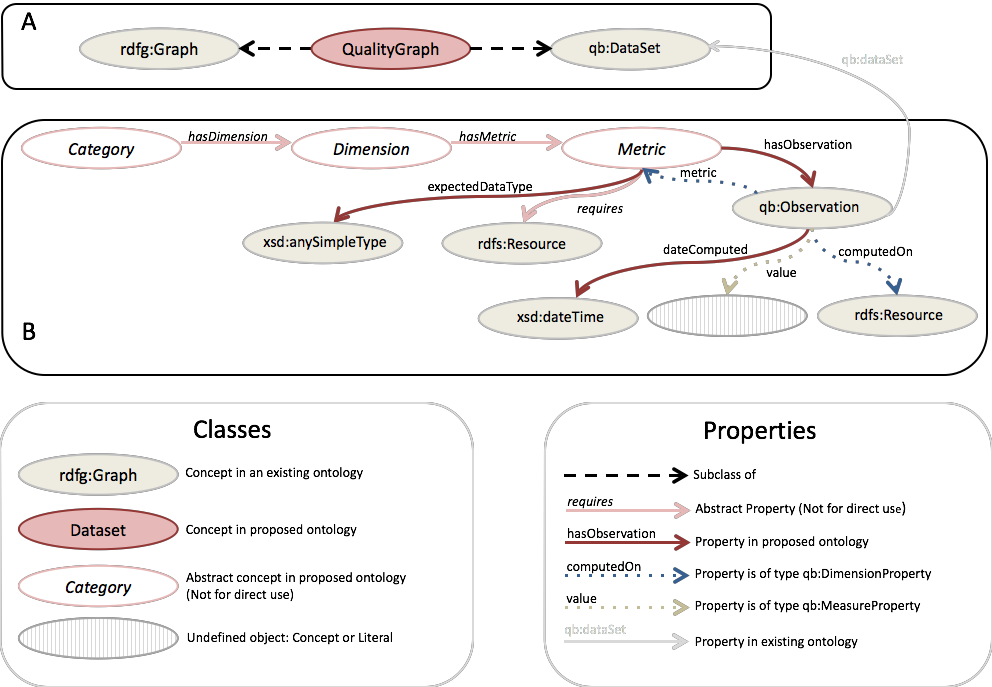 A
rdfg:Graph
QualityGraph
qb:DataSet
qb:dataSet
Category
hasDimension
Dimension
hasMetric
Metric
hasObservation
metric
expectedDataType
requires
qb:Observation
xsd:anySimpleType
rdfs:Resource
dateComputed
computedOn
value
xsd:dateTime
rdfs:Resource
B
Classes
rdfg:Graph
Concept in an existing ontology
Dataset
Concept in proposed ontology
Category
Abstract concept in proposed ontology
(Not for direct use)
Undefined object: Concept or Literal
Properties
Subclass of
requires
Abstract Property (Not for direct use)
hasObservation
Property in proposed ontology
computedOn
Property is of type qb:DimensionProperty
value
Property is of type qb:MeasureProperty
qb:dataSet
Property in existing ontology